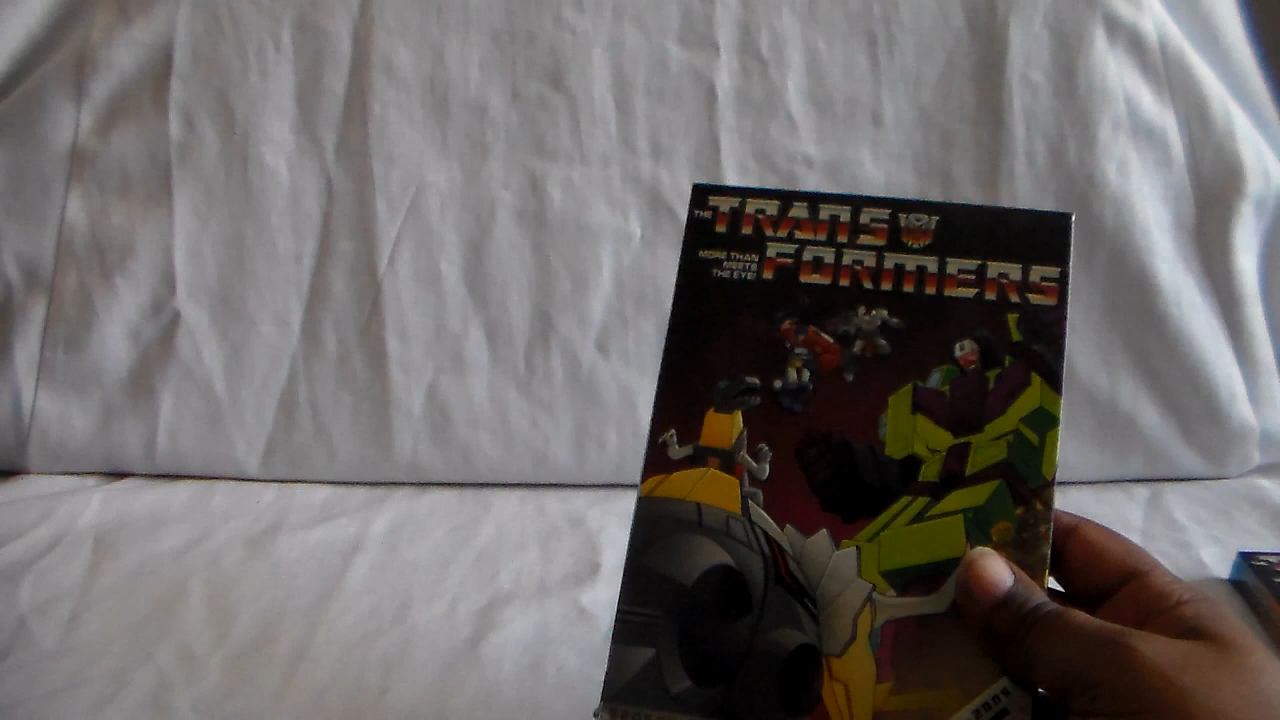 THE TRANS
FORMERS
MORE THAN
MEETS
THE EYE!